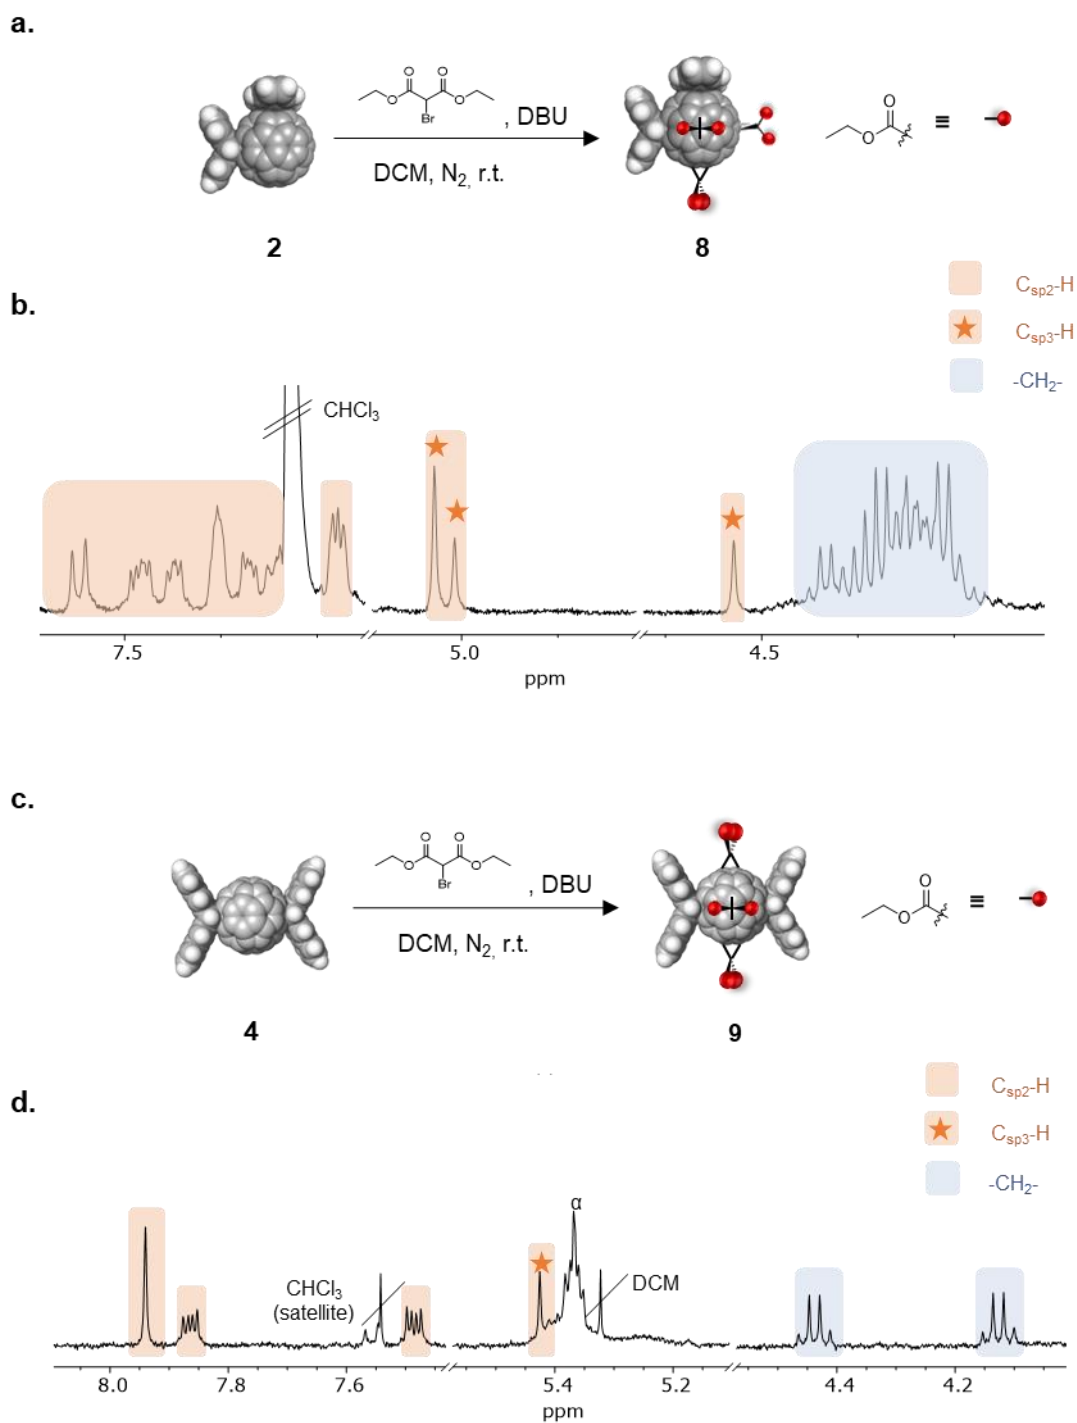 a.
O O
O O
Br
, DBU
DCM, N₂, r.t.
O
O
≡
2
8
b.
Csp2-H
Csp3-H
-CH₂-
CHCl₃
7.5 5.0 4.5
ppm
c.
O O
O O
Br
, DBU
DCM, N₂, r.t.
O
O
≡
4
9
d.
Csp2-H
Csp3-H
-CH₂-
α
CHCl₃
(satellite)
DCM
8.0 7.8 7.6 5.4 5.2 4.4 4.2
ppm